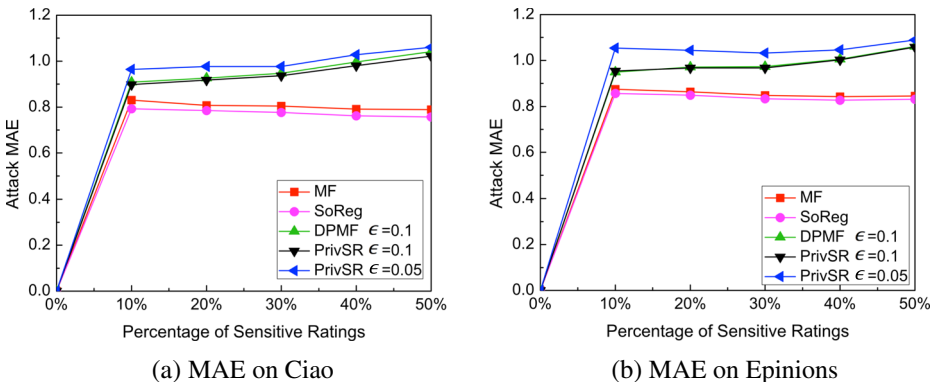 1.2
1.0
0.8
0.6
0.4
0.2
0.0
Attack MAE
MF
SoReg
DPMF ϵ=0.1
PrivSR ϵ=0.1
PrivSR ϵ=0.05
0% 10% 20% 30% 40% 50%
Percentage of Sensitive Ratings
(a) MAE on Ciao
1.2
1.0
0.8
0.6
0.4
0.2
0.0
Attack MAE
MF
SoReg
DPMF ϵ=0.1
PrivSR ϵ=0.1
PrivSR ϵ=0.05
0% 10% 20% 30% 40% 50%
Percentage of Sensitive Ratings
(b) MAE on Epinions